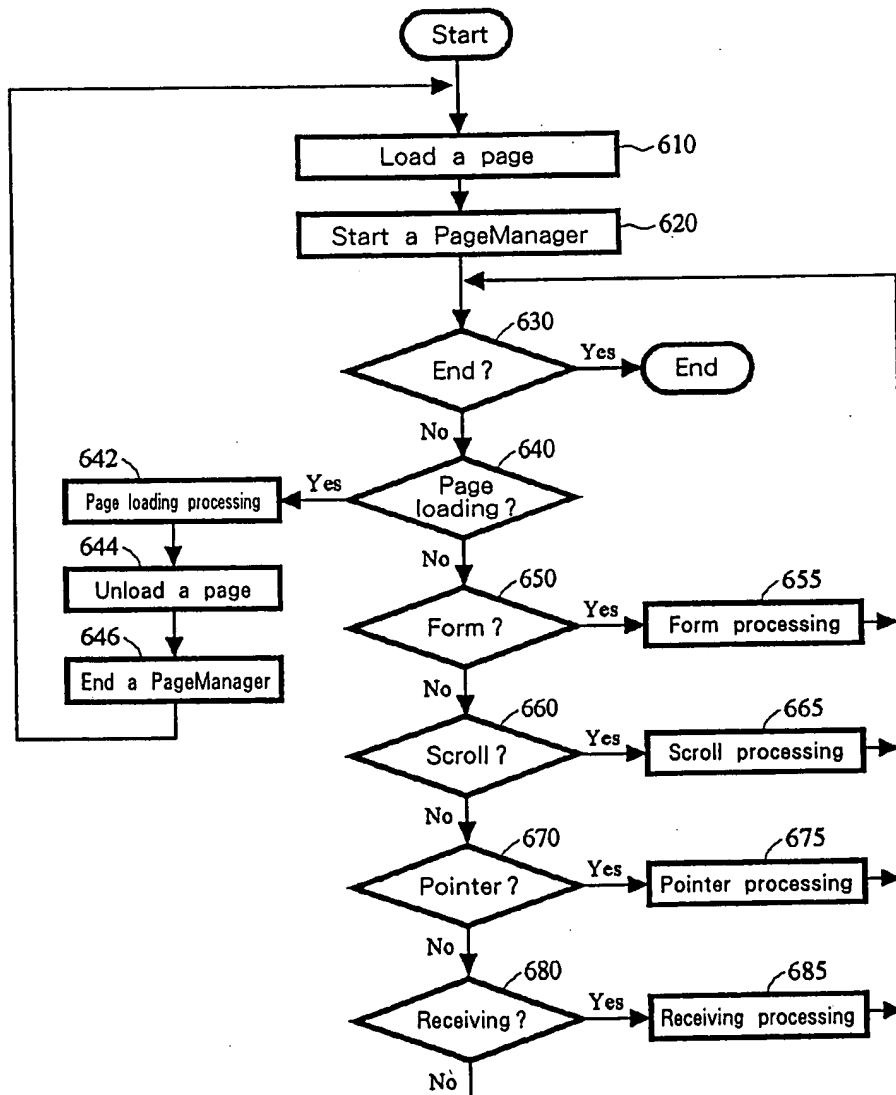 Start
Load a page
610
Start a PageManager
620
630
End ?
Yes
End
No
640
Page
loading ?
Yes
642
Page loading processing
644
Unload a page
646
End a PageManager
No
650
Form ?
Yes
655
Form processing
No
660
Scroll ?
Yes
665
Scroll processing
No
670
Pointer ?
Yes
675
Pointer processing
No
680
Receiving ?
Yes
685
Receiving processing
No